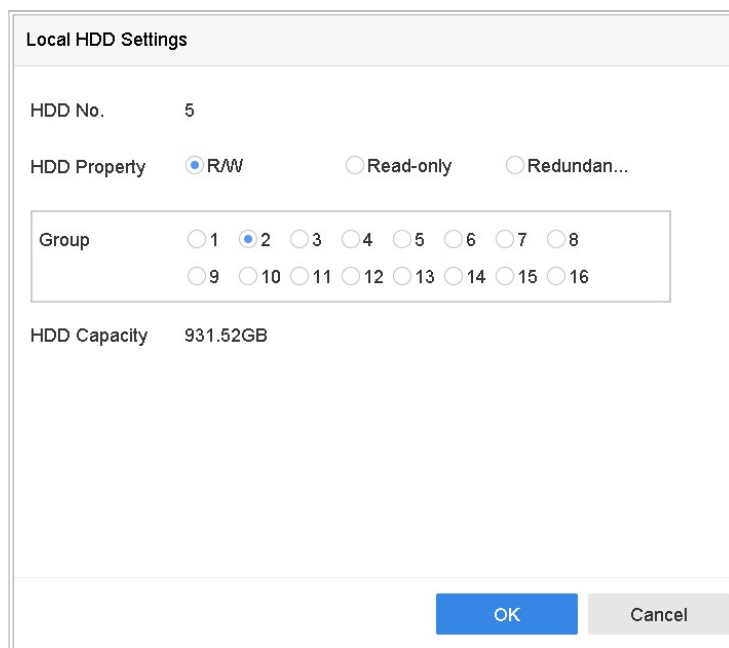 Local HDD Settings
HDD No. 5
HDD Property R/W Read-only Redundan...
Group 1 2 3 4 5 6 7 8
9 10 11 12 13 14 15 16
HDD Capacity 931.52GB
OK Cancel